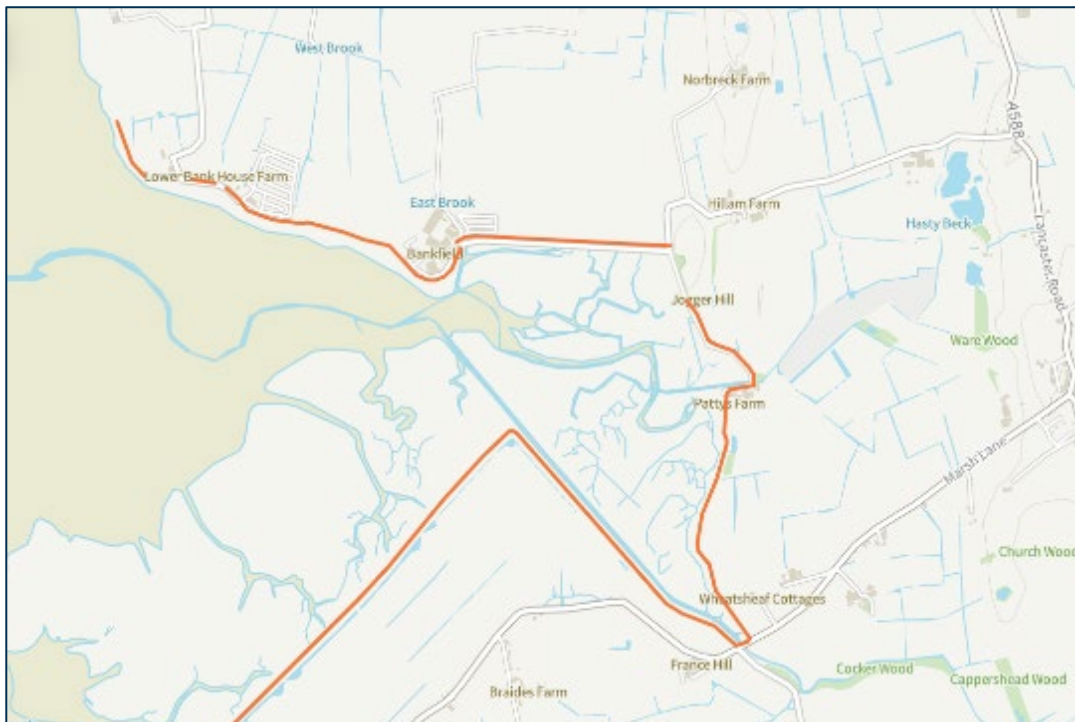 West Brook
Norbreck Farm
A588
Lower Bank House Farm
East Brook
Hillam Farm
Hasty Beck
Bankfield
Lancaster Road
Jogger Hill
Ware Wood
Pattys Farm
Marsh Lane
Church Wood
Wheatsheaf Cottages
France Hill
Cocker Wood
Cappershead Wood
Braides Farm